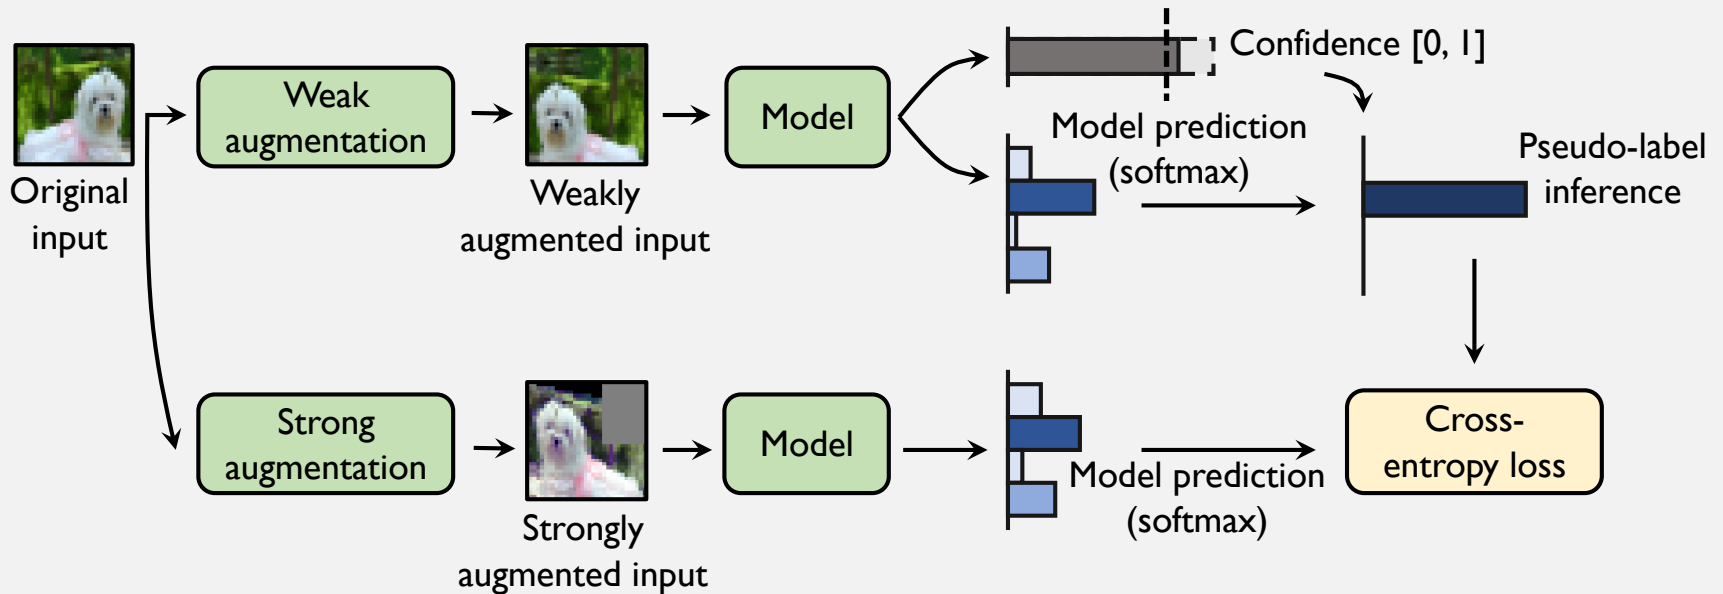 Original
input
Weak
augmentation
Weakly
augmented input
Model
Confidence [0, 1]
Model prediction
(softmax)
Pseudo-label
inference
Strong
augmentation
Strongly
augmented input
Model
Model prediction
(softmax)
Cross-
entropy loss